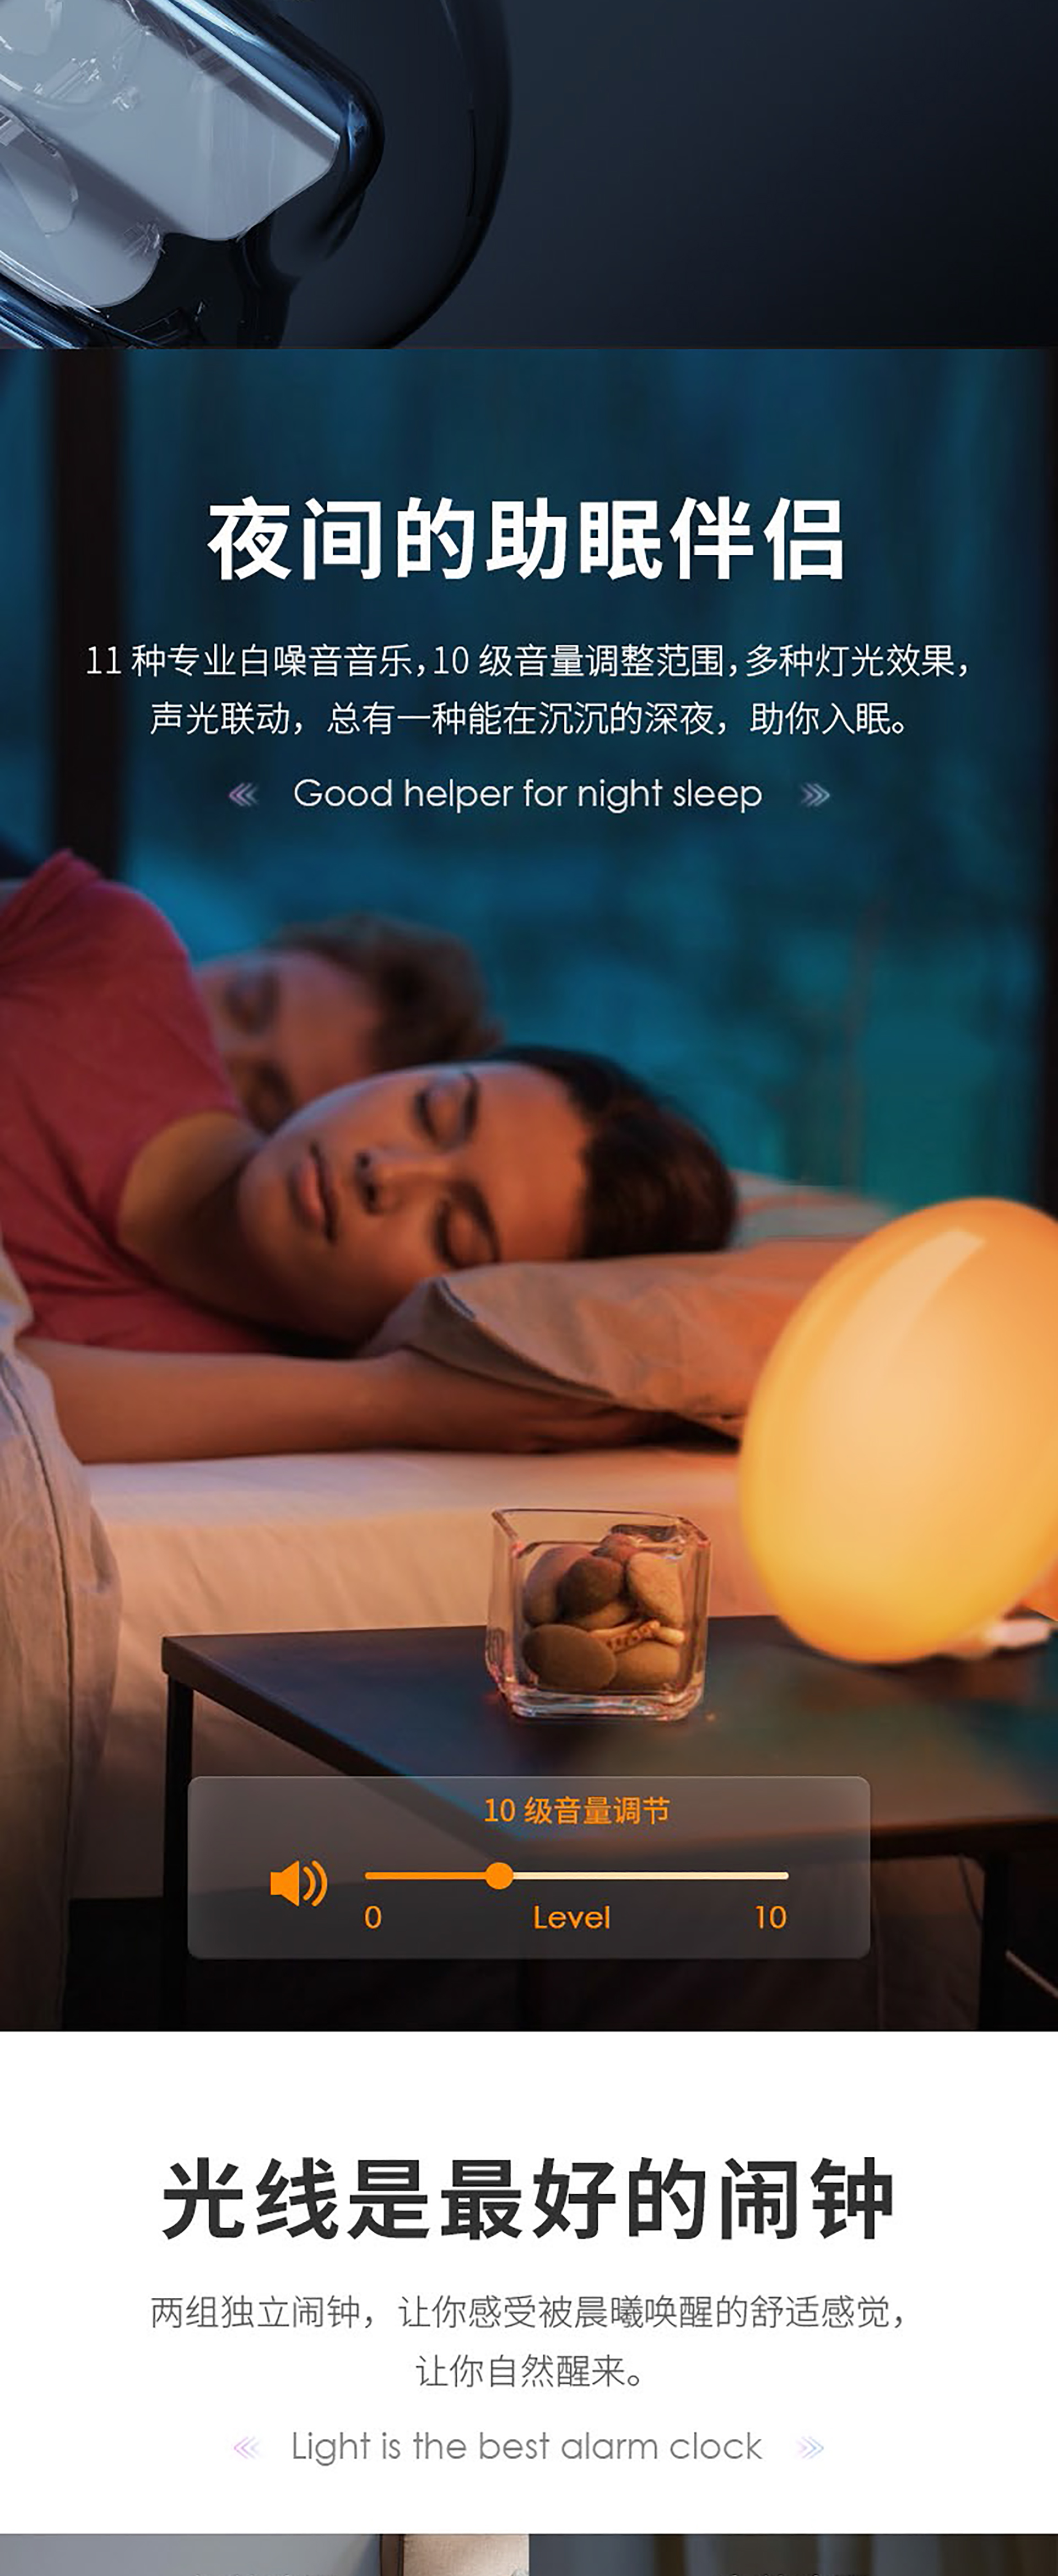 夜间的助眠伴侣
11 种专业白噪音音乐，10 级音量调整范围，多种灯光效果，
声光联动，总有一种能在沉沉的深夜，助你入眠。
Good helper for night sleep
10 级音量调节
0 Level 10
光线是最好的闹钟
两组独立闹钟，让你感受被晨曦唤醒的舒适感觉，
让你自然醒来。
Light is the best alarm clock